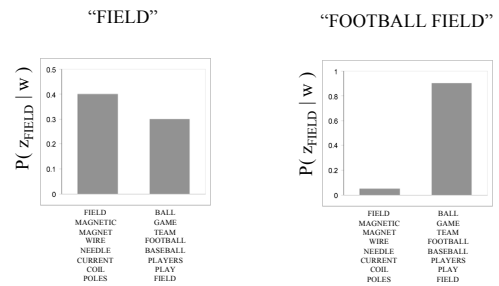 “FIELD”
P( zFIELD | w )
0.5
0.4
0.3
0.2
0.1
0
FIELD
MAGNETIC
MAGNET
WIRE
NEEDLE
CURRENT
COIL
POLES
BALL
GAME
TEAM
FOOTBALL
BASEBALL
PLAYERS
PLAY
FIELD
“FOOTBALL FIELD”
P( zFIELD | w )
1
0.8
0.6
0.4
0.2
0
FIELD
MAGNETIC
MAGNET
WIRE
NEEDLE
CURRENT
COIL
POLES
BALL
GAME
TEAM
FOOTBALL
BASEBALL
PLAYERS
PLAY
FIELD